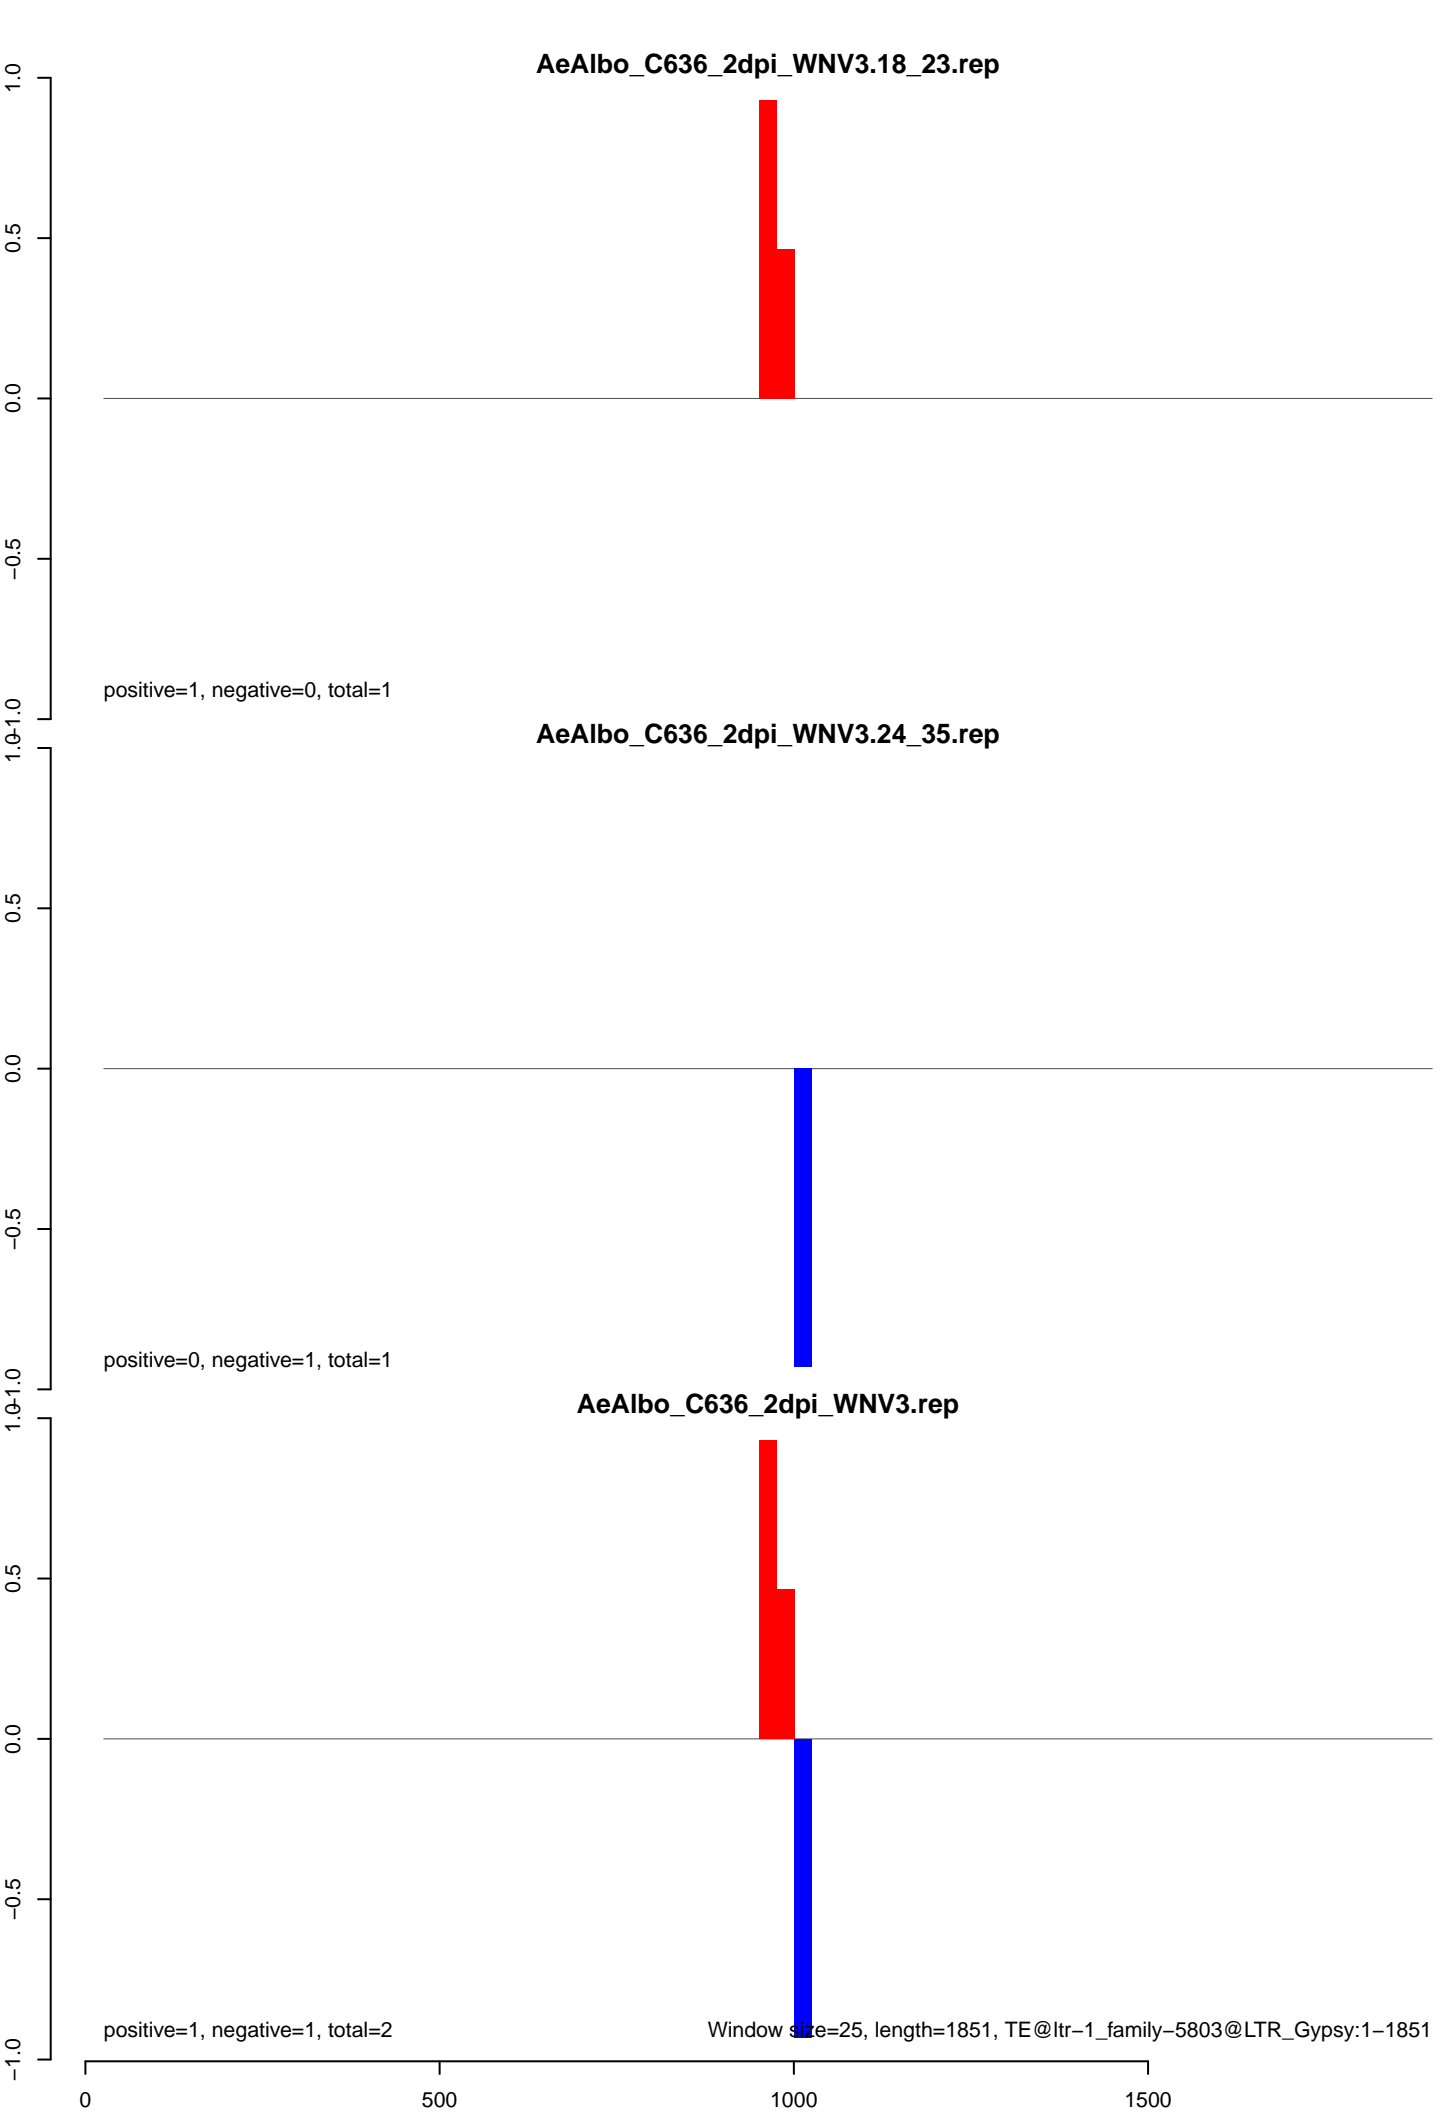 AeAlbo_C636_2dpi_WNV3.18_23.rep
1.0
0.5
0.0
−0.5
−1.0
positive=1, negative=0, total=1
AeAlbo_C636_2dpi_WNV3.24_35.rep
1.0
0.5
0.0
−0.5
−1.0
positive=0, negative=1, total=1
AeAlbo_C636_2dpi_WNV3.rep
1.0
0.5
0.0
−0.5
−1.0
positive=1, negative=1, total=2
Window size=25, length=1851, TE@ltr−1_family−5803@LTR_Gypsy:1−1851
0 500 1000 1500